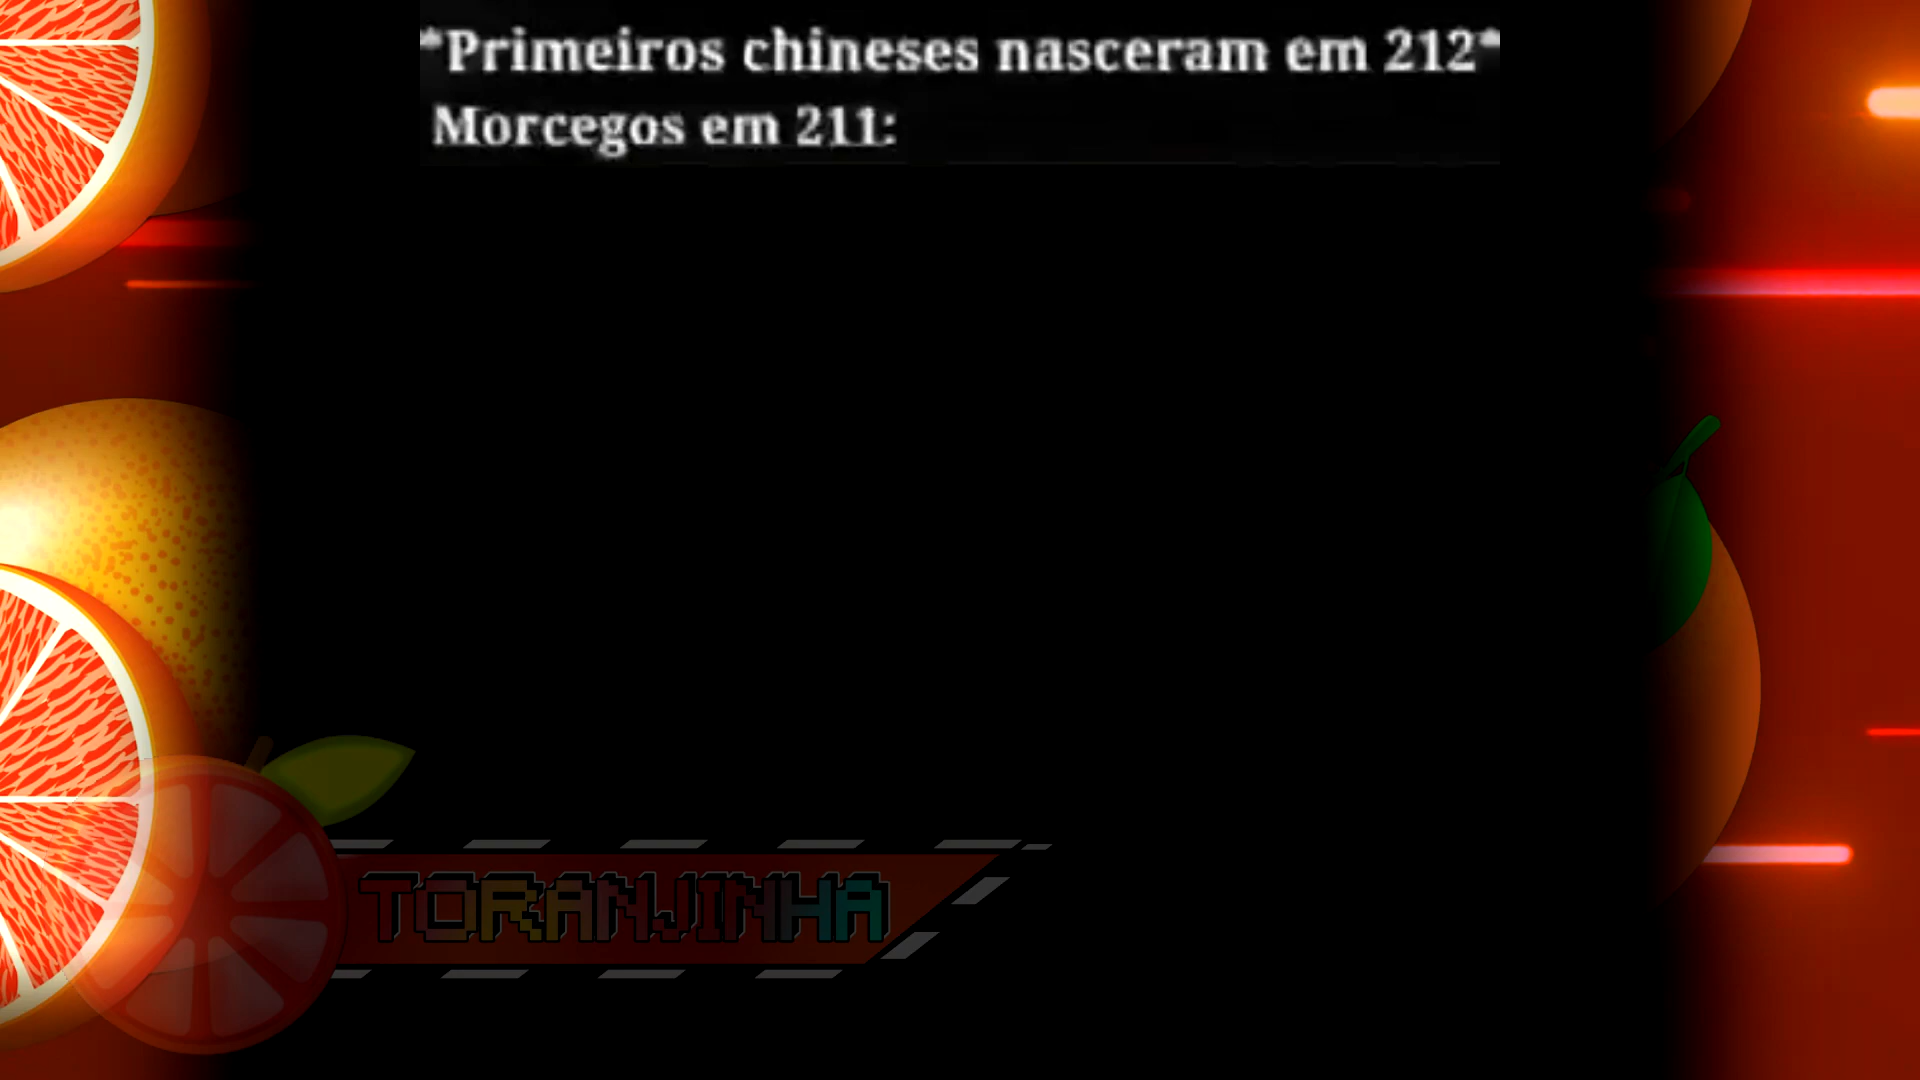 *Primeiros chineses nasceram em 212*
Morcegos em 211:
TORANJINHA